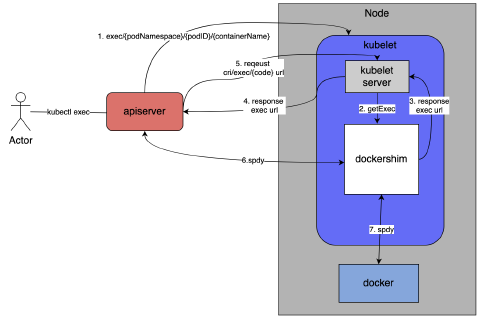 Node
1. exec/{podNamespace}/{podID}/{containerName}
kubelet
5. reqeust
cri/exec/{code} url
kubelet
server
4. response
exec url
3. response
exec url
2. getExec
apiserver
kubectl exec
Actor
6.spdy
dockershim
7. spdy
docker